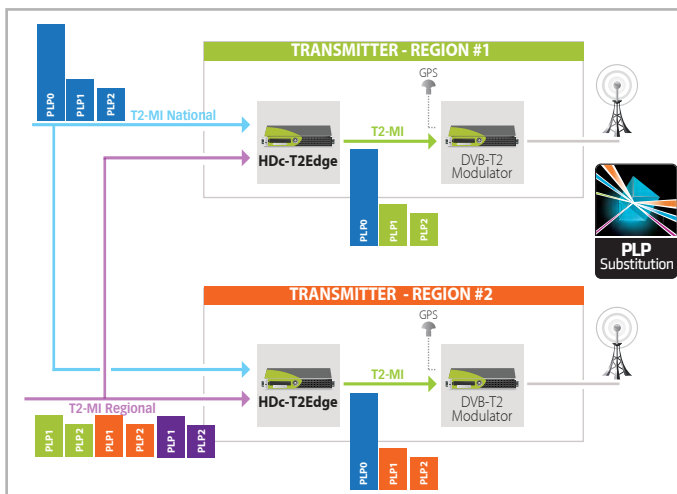 TRANSMITTER - REGION #1
GPS
PLP0
PLP1
PLP2
T2-MI National
T2-MI
HDc-T2Edge
DVB-T2
Modulator
PLP0
PLP1
PLP2
PLP
Substitution
TRANSMITTER - REGION #2
GPS
T2-MI
HDc-T2Edge
DVB-T2
Modulator
T2-MI Regional
PLP1
PLP2
PLP1
PLP2
PLP1
PLP2
PLP0
PLP1
PLP2